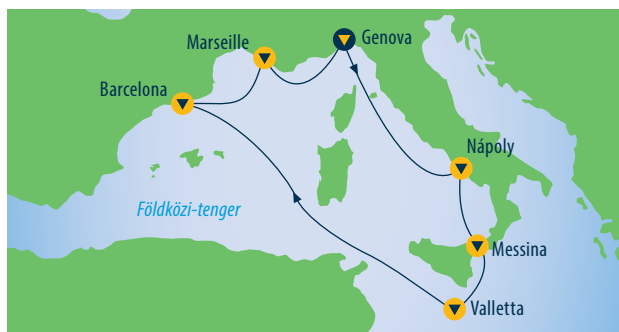 Marseille
Genova
Barcelona
Nápoly
Földközi-tenger
Messina
Valletta